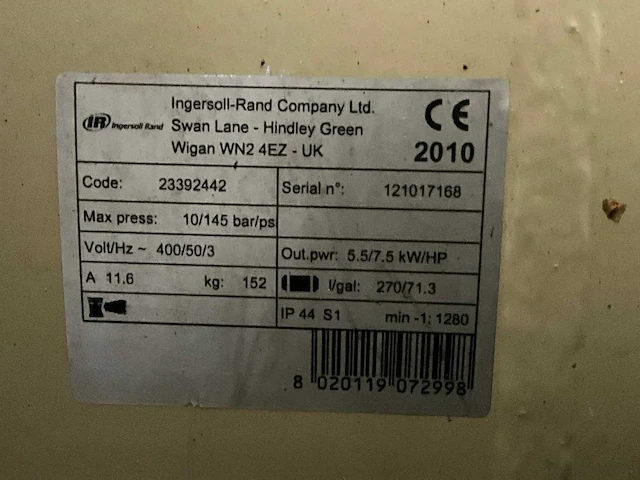 Ingersoll-Rand Company Ltd.
IR Ingersoll Rand
Swan Lane - Hindley Green
Wigan WN2 4EZ - UK
CE
2010
Code: 23392442
Serial n°: 121017168
Max press: 10/145 bar/ps
Volt/Hz ~ 400/50/3
Out.pwr: 5.5/7.5 kW/HP
A 11.6 kg: 152
l/gal: 270/71.3
IP 44 S1 min -1: 1280
8 020119 072998